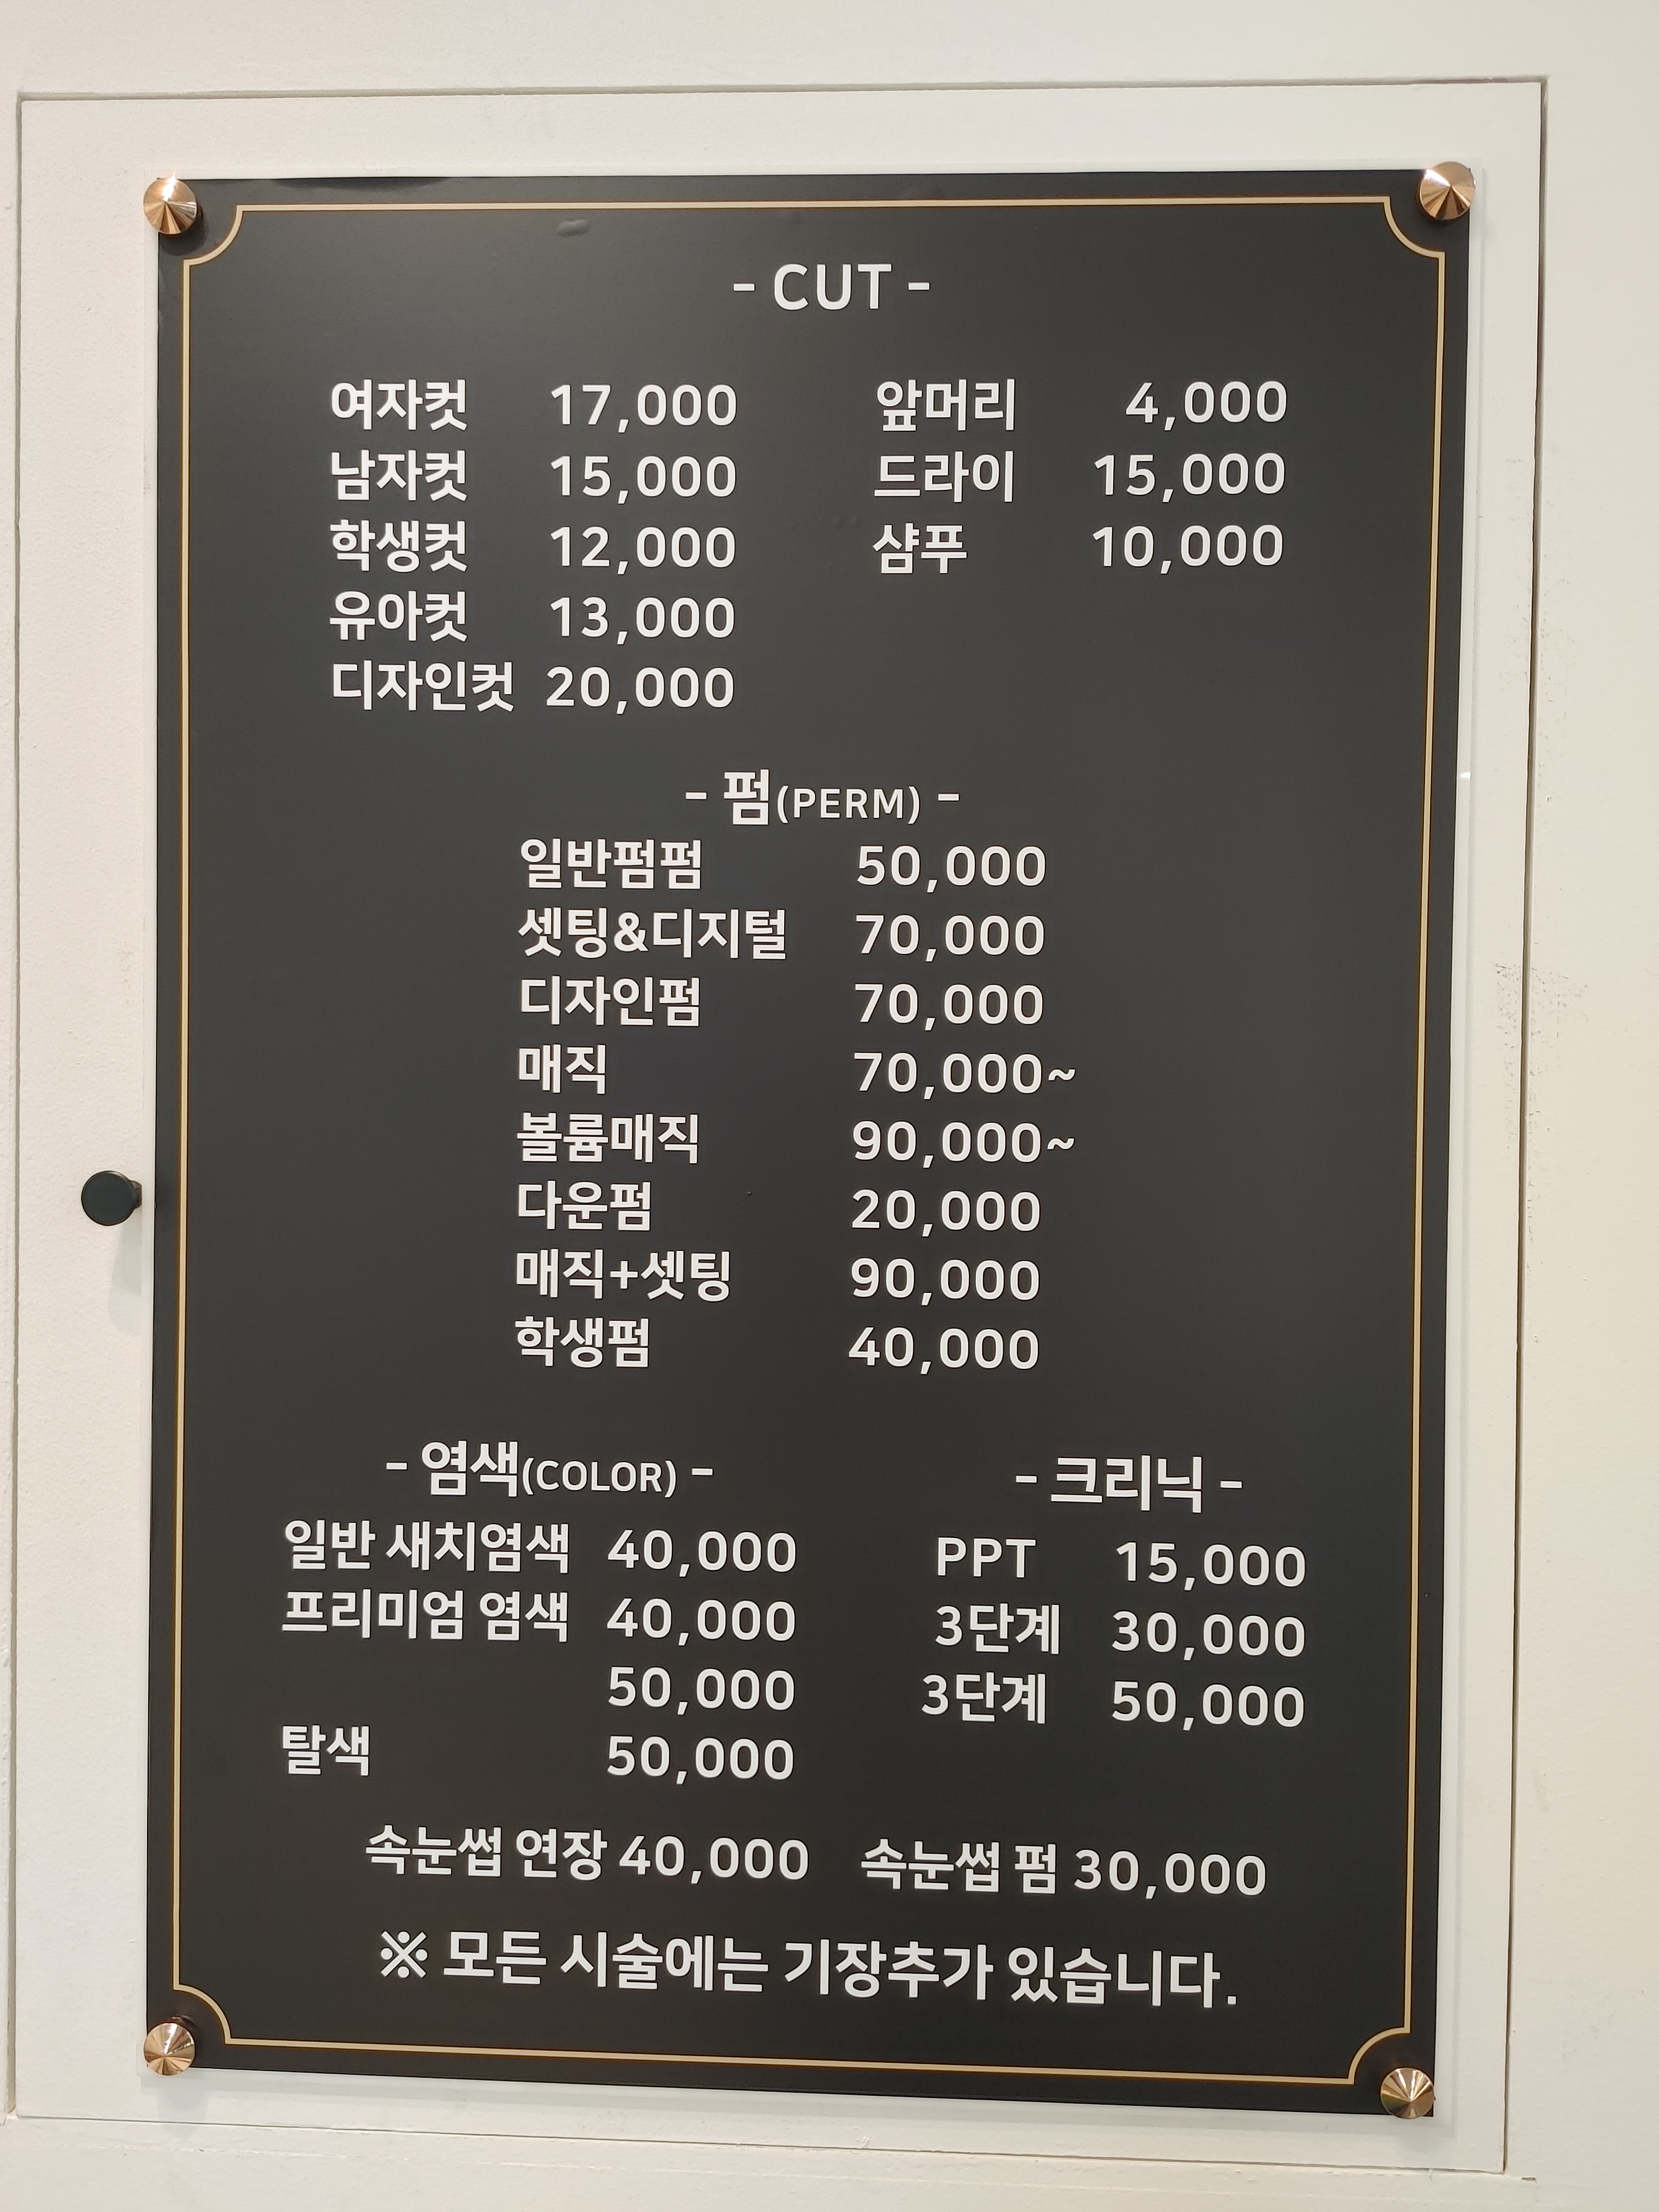 - CUT -
여자컷 17,000 앞머리 4,000
남자컷 15,000 드라이 15,000
학생컷 12,000 샴푸 10,000
유아컷 13,000
디자인컷 20,000
- 펌(PERM) -
일반펌펌 50,000
셋팅&디지털 70,000
디자인펌 70,000
매직 70,000~
볼륨매직 90,000~
다운펌 20,000
매직+셋팅 90,000
학생펌 40,000
- 염색(COLOR) -
일반 새치염색 40,000
프리미엄 염색 40,000
50,000
탈색 50,000
- 크리닉 -
PPT 15,000
3단계 30,000
3단계 50,000
속눈썹 연장 40,000 속눈썹 펌 30,000
※ 모든 시술에는 기장추가 있습니다.